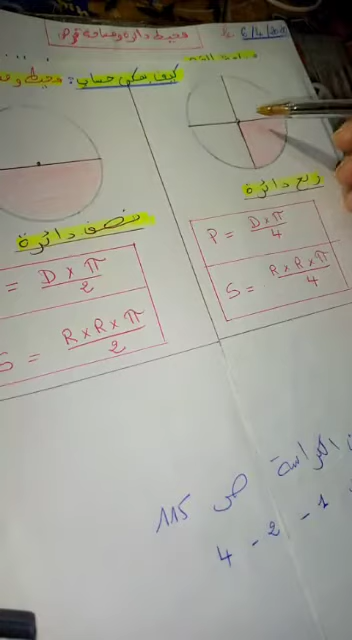 محيط دائرة ومساحة قرص
كيف يمكن حساب : محيط
ربع دائرة
P = D × π / 4
S = R × R × π / 4
نصف دائرة
= D × π / 2
S = R × R × π / 2
الكراسة ص 115
1 - 2 - 4